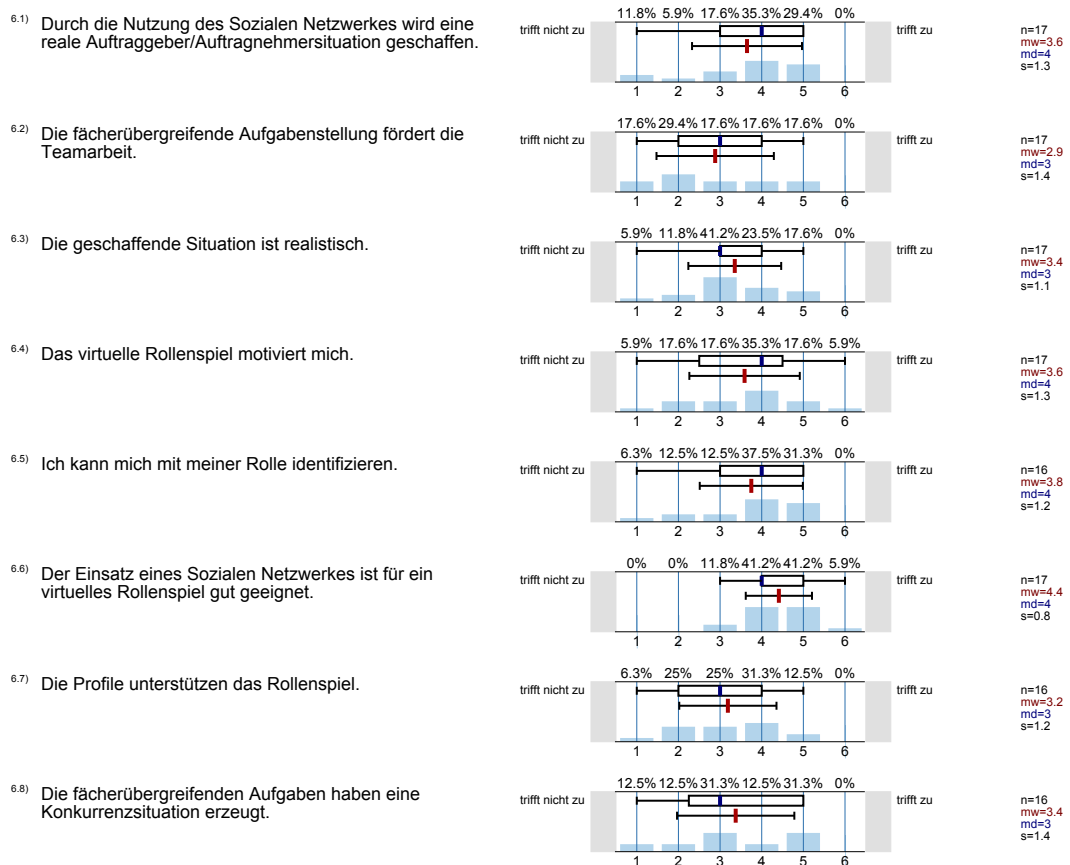 11.8% 5.9% 17.6% 35.3% 29.4% 0%
6.1) Durch die Nutzung des Sozialen Netzwerkes wird eine
reale Auftraggeber/Auftragnehmersituation geschaffen.
trifft nicht zu
trifft zu
n=17
mw=3.6
md=4
s=1.3
1 2 3 4 5 6
17.6% 29.4% 17.6% 17.6% 17.6% 0%
6.2) Die fächerübergreifende Aufgabenstellung fördert die
Teamarbeit.
trifft nicht zu
trifft zu
n=17
mw=2.9
md=3
s=1.4
1 2 3 4 5 6
5.9% 11.8% 41.2% 23.5% 17.6% 0%
6.3) Die geschaffende Situation ist realistisch.
trifft nicht zu
trifft zu
n=17
mw=3.4
md=3
s=1.1
1 2 3 4 5 6
5.9% 17.6% 17.6% 35.3% 17.6% 5.9%
6.4) Das virtuelle Rollenspiel motiviert mich.
trifft nicht zu
trifft zu
n=17
mw=3.6
md=4
s=1.3
1 2 3 4 5 6
6.3% 12.5% 12.5% 37.5% 31.3% 0%
6.5) Ich kann mich mit meiner Rolle identifizieren.
trifft nicht zu
trifft zu
n=16
mw=3.8
md=4
s=1.2
1 2 3 4 5 6
0% 0% 11.8% 41.2% 41.2% 5.9%
6.6) Der Einsatz eines Sozialen Netzwerkes ist für ein
virtuelles Rollenspiel gut geeignet.
trifft nicht zu
trifft zu
n=17
mw=4.4
md=4
s=0.8
1 2 3 4 5 6
6.3% 25% 25% 31.3% 12.5% 0%
6.7) Die Profile unterstützen das Rollenspiel.
trifft nicht zu
trifft zu
n=16
mw=3.2
md=3
s=1.2
1 2 3 4 5 6
12.5% 12.5% 31.3% 12.5% 31.3% 0%
6.8) Die fächerübergreifenden Aufgaben haben eine
Konkurrenzsituation erzeugt.
trifft nicht zu
trifft zu
n=16
mw=3.4
md=3
s=1.4
1 2 3 4 5 6